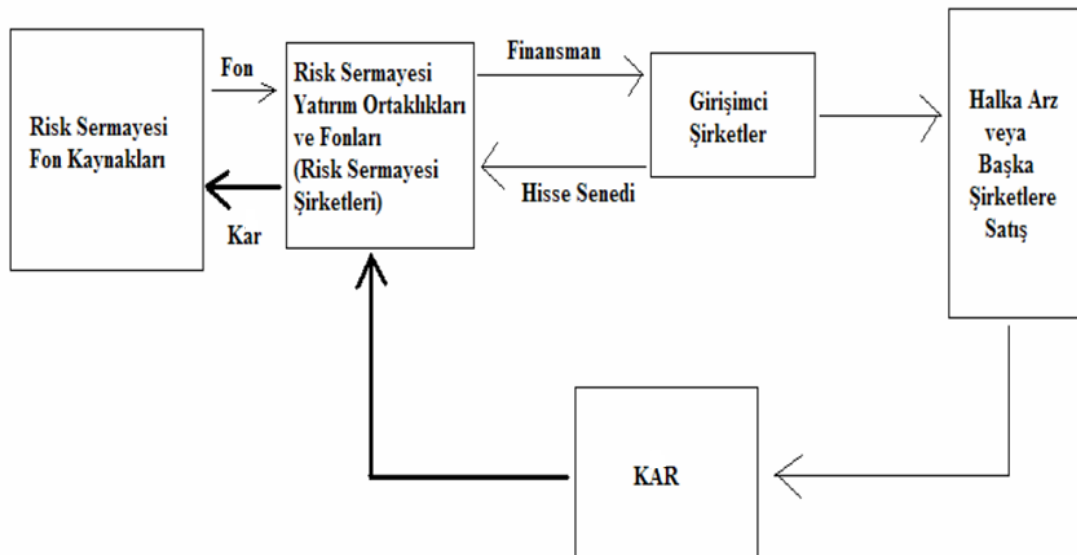 Risk Sermayesi
Fon Kaynakları
Fon
Kar
Risk Sermayesi
Yatırım Ortaklıkları
ve Fonları
(Risk Sermayesi
Şirketleri)
Finansman
Hisse Senedi
Girişimci
Şirketler
Halka Arz
veya
Başka
Şirketlere
Satış
KAR